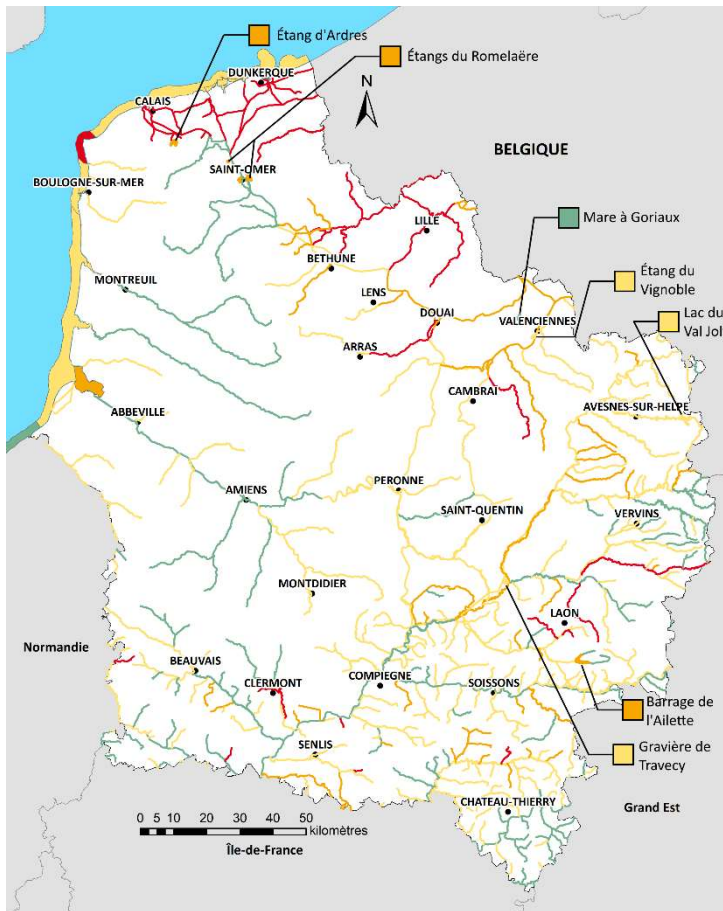 Étang d'Ardres
Étangs du Romelaëre
DUNKERQUE
CALAIS
N
BELGIQUE
SAINT-OMER
BOULOGNE-SUR-MER
Mare à Goriaux
LILLE
BETHUNE
Étang du
Vignoble
MONTREUIL
LENS
DOUAI
VALENCIENNES
Lac du
Val Jol
ARRAS
CAMBRAI
AVESNES-SUR-HELPE
ABBEVILLE
AMIENS
PERONNE
SAINT-QUENTIN
VERVINS
MONTDIDIER
LAON
Normandie
BEAUVAIS
CLERMONT
COMPIEGNE
SOISSONS
Barrage de
l'Ailette
Gravière de
Travecy
SENLIS
CHATEAU-THIERRY
Grand Est
0 5 10 20 30 40 50
kilomètres
Île-de-France